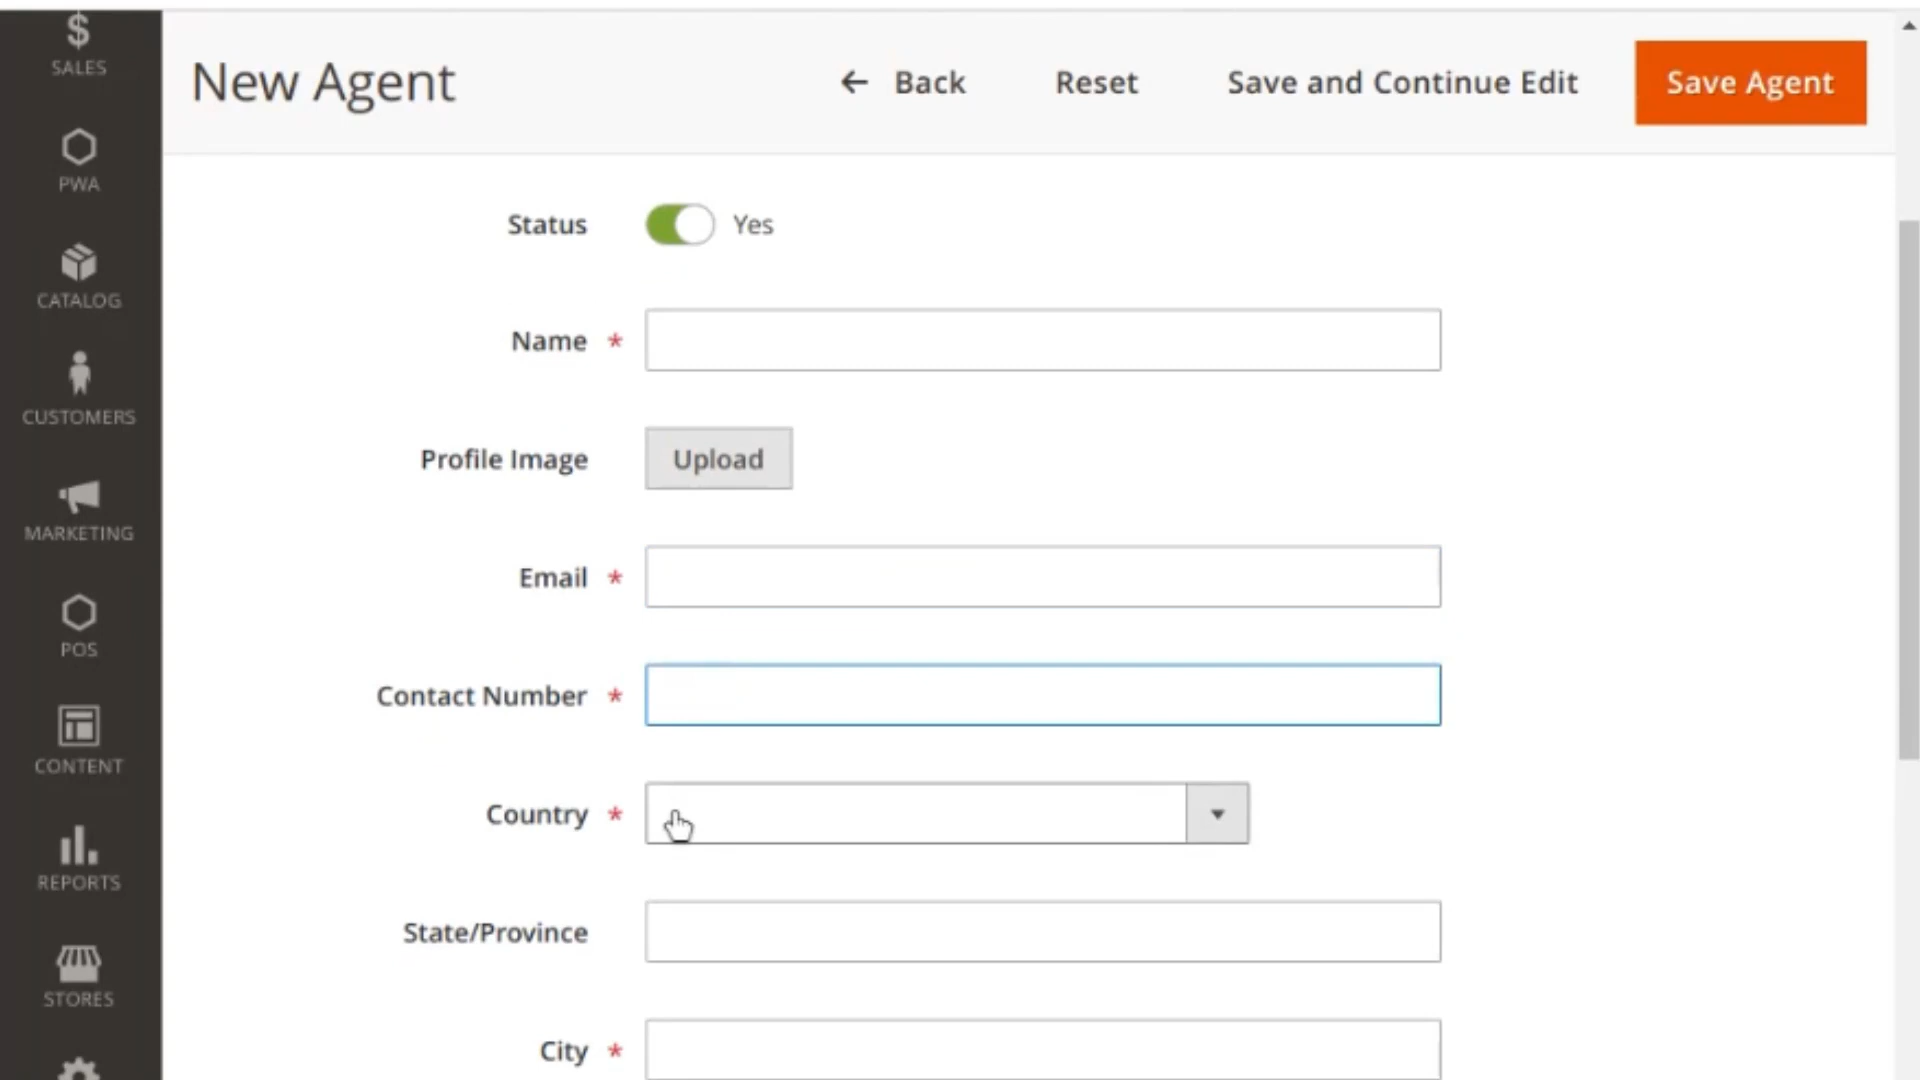 SALES
PWA
CATALOG
CUSTOMERS
MARKETING
POS
CONTENT
REPORTS
STORES
New Agent
Back
Reset
Save and Continue Edit
Save Agent
Status Yes
Name *
Profile Image Upload
Email *
Contact Number *
Country *
State/Province
City *